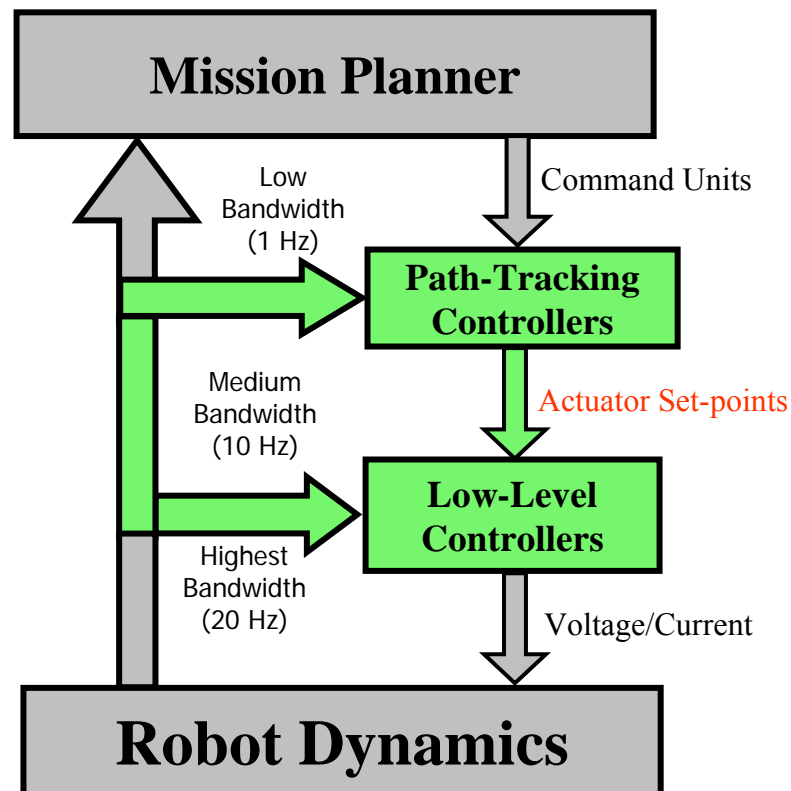 Mission Planner
Low
Bandwidth
(1 Hz)
Command Units
Path-Tracking
Controllers
Medium
Bandwidth
(10 Hz)
Actuator Set-points
Low-Level
Controllers
Highest
Bandwidth
(20 Hz)
Voltage/Current
Robot Dynamics